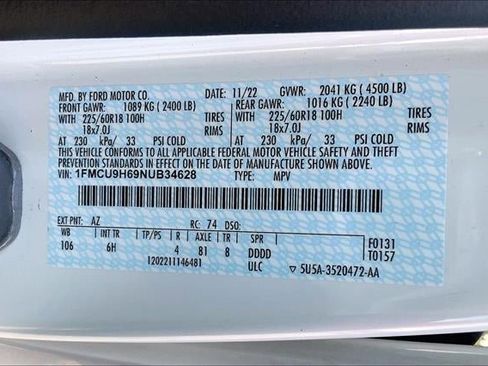 MFD. BY FORD MOTOR CO. 11/22 GVWR: 2041 KG (4500 LB)
FRONT GAWR: 1089 KG (2400 LB) REAR GAWR: 1016 KG (2240 LB)
225/60R18 100H TIRES 225/60R18 100H TIRES
18x7.0J RIMS 18x7.0J RIMS
AT 230 kPa/ 33 PSI COLD AT 230 kPa/ 33 PSI COLD
THIS VEHICLE CONFORMS TO ALL APPLICABLE FEDERAL MOTOR VEHICLE SAFETY AND THEFT
PREVENTION STANDARDS IN EFFECT ON THE DATE OF MANUFACTURE SHOWN ABOVE.
VIN: 1FMCU9H69NUB34628 TYPE: MPV
EXT PNT: AZ RC: 74 DSO:
WB INT TR TP/PS R AXLE TR SPR
106 6H 4 81 8 DDDD
ULC
F0131
T0157
1202211146481
5U5A-3520472-AA